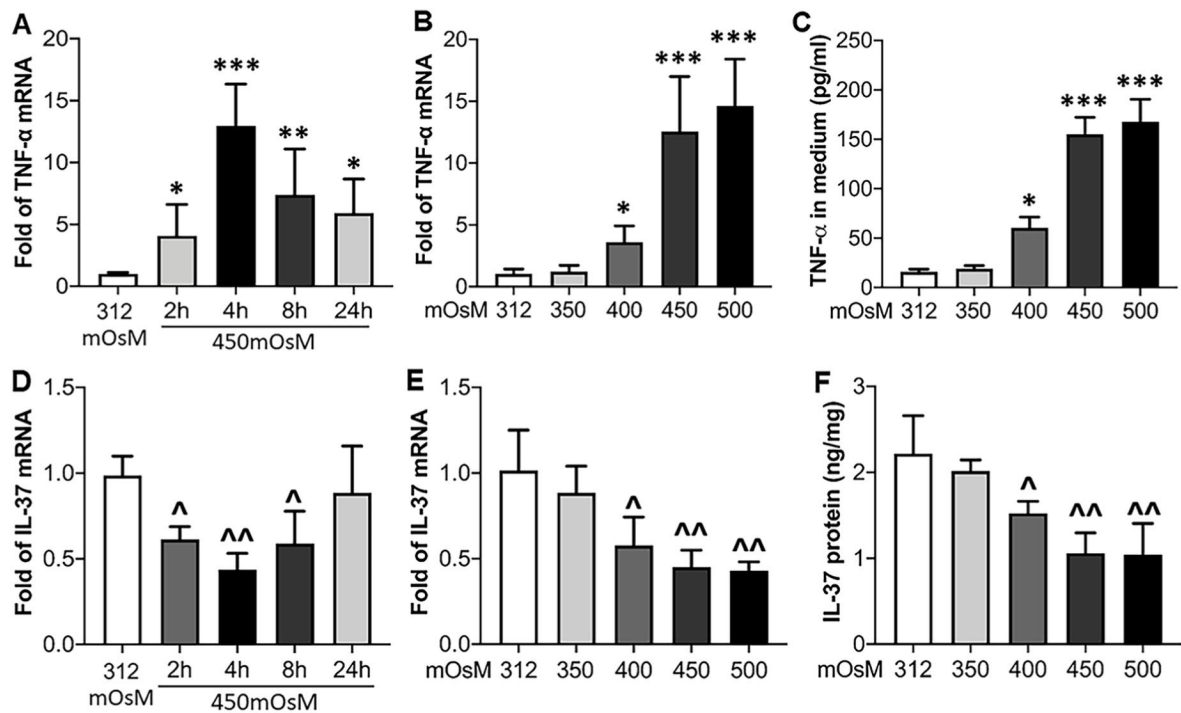 A
Fold of TNF-α mRNA
20
15
10
5
0
*
***
**
*
312 2h 4h 8h 24h
mOsM 450mOsM
B
Fold of TNF-α mRNA
20
15
10
5
0
*
***
***
mOsM 312 350 400 450 500
C
TNF-α in medium (pg/ml)
250
200
150
100
50
0
*
***
***
mOsM 312 350 400 450 500
D
Fold of IL-37 mRNA
1.5
1.0
0.5
0.0
^
^^
^
312 2h 4h 8h 24h
mOsM 450mOsM
E
Fold of IL-37 mRNA
1.5
1.0
0.5
0.0
^
^^
^^
mOsM 312 350 400 450 500
F
IL-37 protein (ng/mg)
3
2
1
0
^
^^
^^
mOsM 312 350 400 450 500